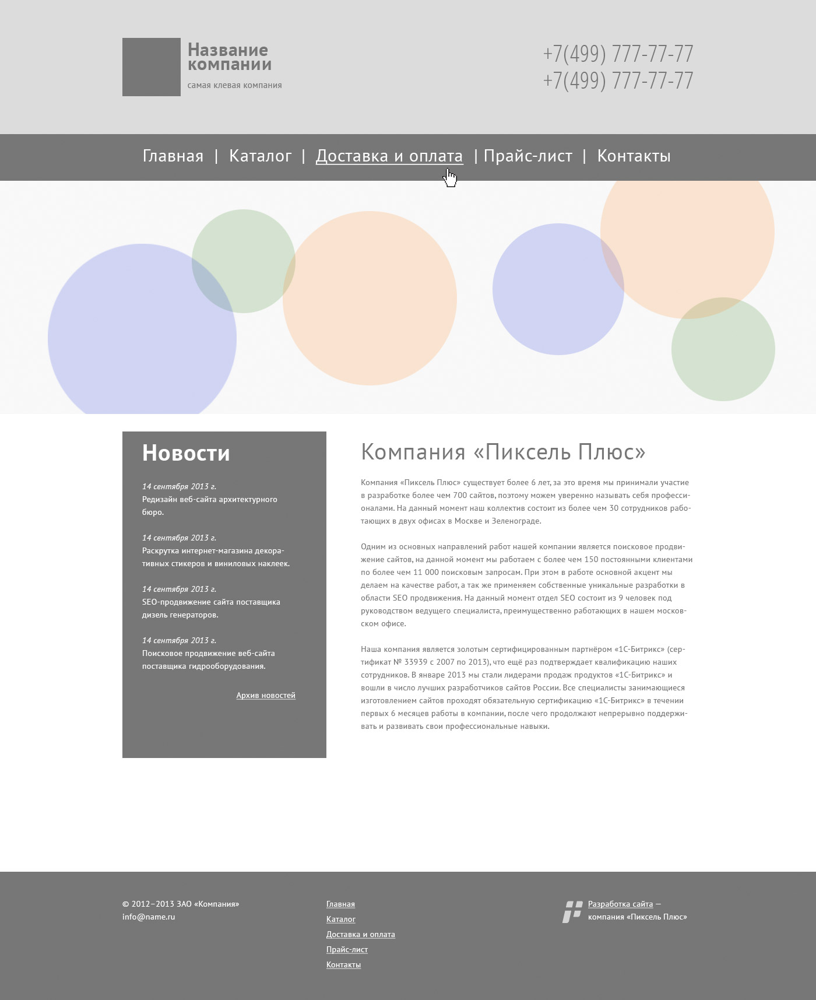 Название
компании
самая клевая компания
+7(499) 777-77-77
+7(499) 777-77-77
Главная | Каталог | Доставка и оплата | Прайс-лист | Контакты
Новости
14 сентября 2013 г.
Редизайн веб-сайта архитектурного
бюро.
14 сентября 2013 г.
Раскрутка интернет-магазина декора-
тивных стикеров и виниловых наклеек.
14 сентября 2013 г.
SEO-продвижение сайта поставщика
дизель генераторов.
14 сентября 2013 г.
Поисковое продвижение веб-сайта
поставщика гидрооборудования.
Архив новостей
Компания «Пиксель Плюс»
Компания «Пиксель Плюс» существует более 6 лет, за это время мы принимали участие
в разработке более чем 700 сайтов, поэтому можем уверенно называть себя професси-
оналами. На данный момент наш коллектив состоит из более чем 30 сотрудников рабо-
тающих в двух офисах в Москве и Зеленограде.
Одним из основных направлений работ нашей компании является поисковое продви-
жение сайтов, на данной момент мы работаем с более чем 150 постоянными клиентами
по более чем 11 000 поисковым запросам. При этом в работе основной акцент мы
делаем на качестве работ, а так же применяем собственные уникальные разработки в
области SEO продвижения. На данный момент отдел SEO состоит из 9 человек под
руководством ведущего специалиста, преимущественно работающих в нашем москов-
ском офисе.
Наша компания является золотым сертифицированным партнёром «1С-Битрикс» (сер-
тификат № 33939 с 2007 по 2013), что ещё раз подтверждает квалификацию наших
сотрудников. В январе 2013 мы стали лидерами продаж продуктов «1С-Битрикс» и
вошли в число лучших разработчиков сайтов России. Все специалисты занимающиеся
изготовлением сайтов проходят обязательную сертификацию «1С-Битрикс» в течении
первых 6 месяцев работы в компании, после чего продолжают непрерывно поддержи-
вать и развивать свои профессиональные навыки.
© 2012–2013 ЗАО «Компания»
info@name.ru
Главная
Каталог
Доставка и оплата
Прайс-лист
Контакты
Разработка сайта —
компания «Пиксель Плюс»